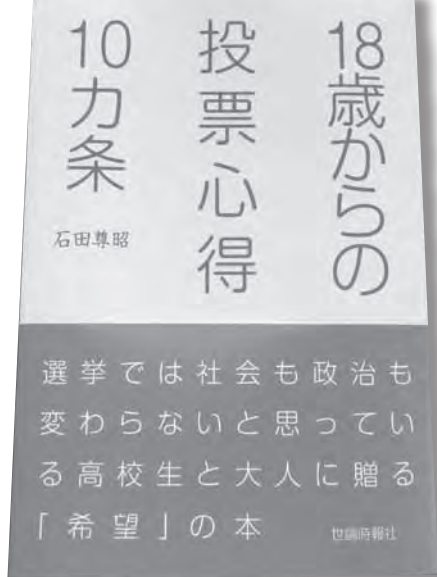 18歳からの
投票心得
10カ条
石田尊昭
選挙では社会も政治も
変わらないと思ってい
る高校生と大人に贈る
「希望」の本
世論時報社